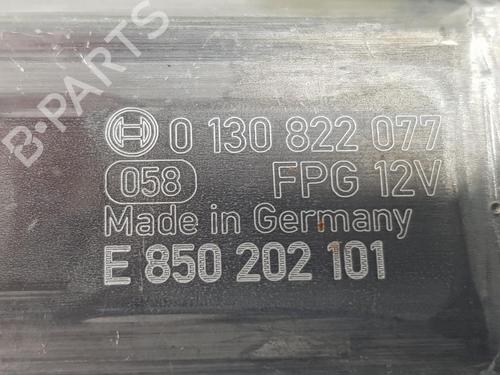 B-PARTS
0 130 822 077
058 FPG 12V
Made in Germany
E 850 202 101